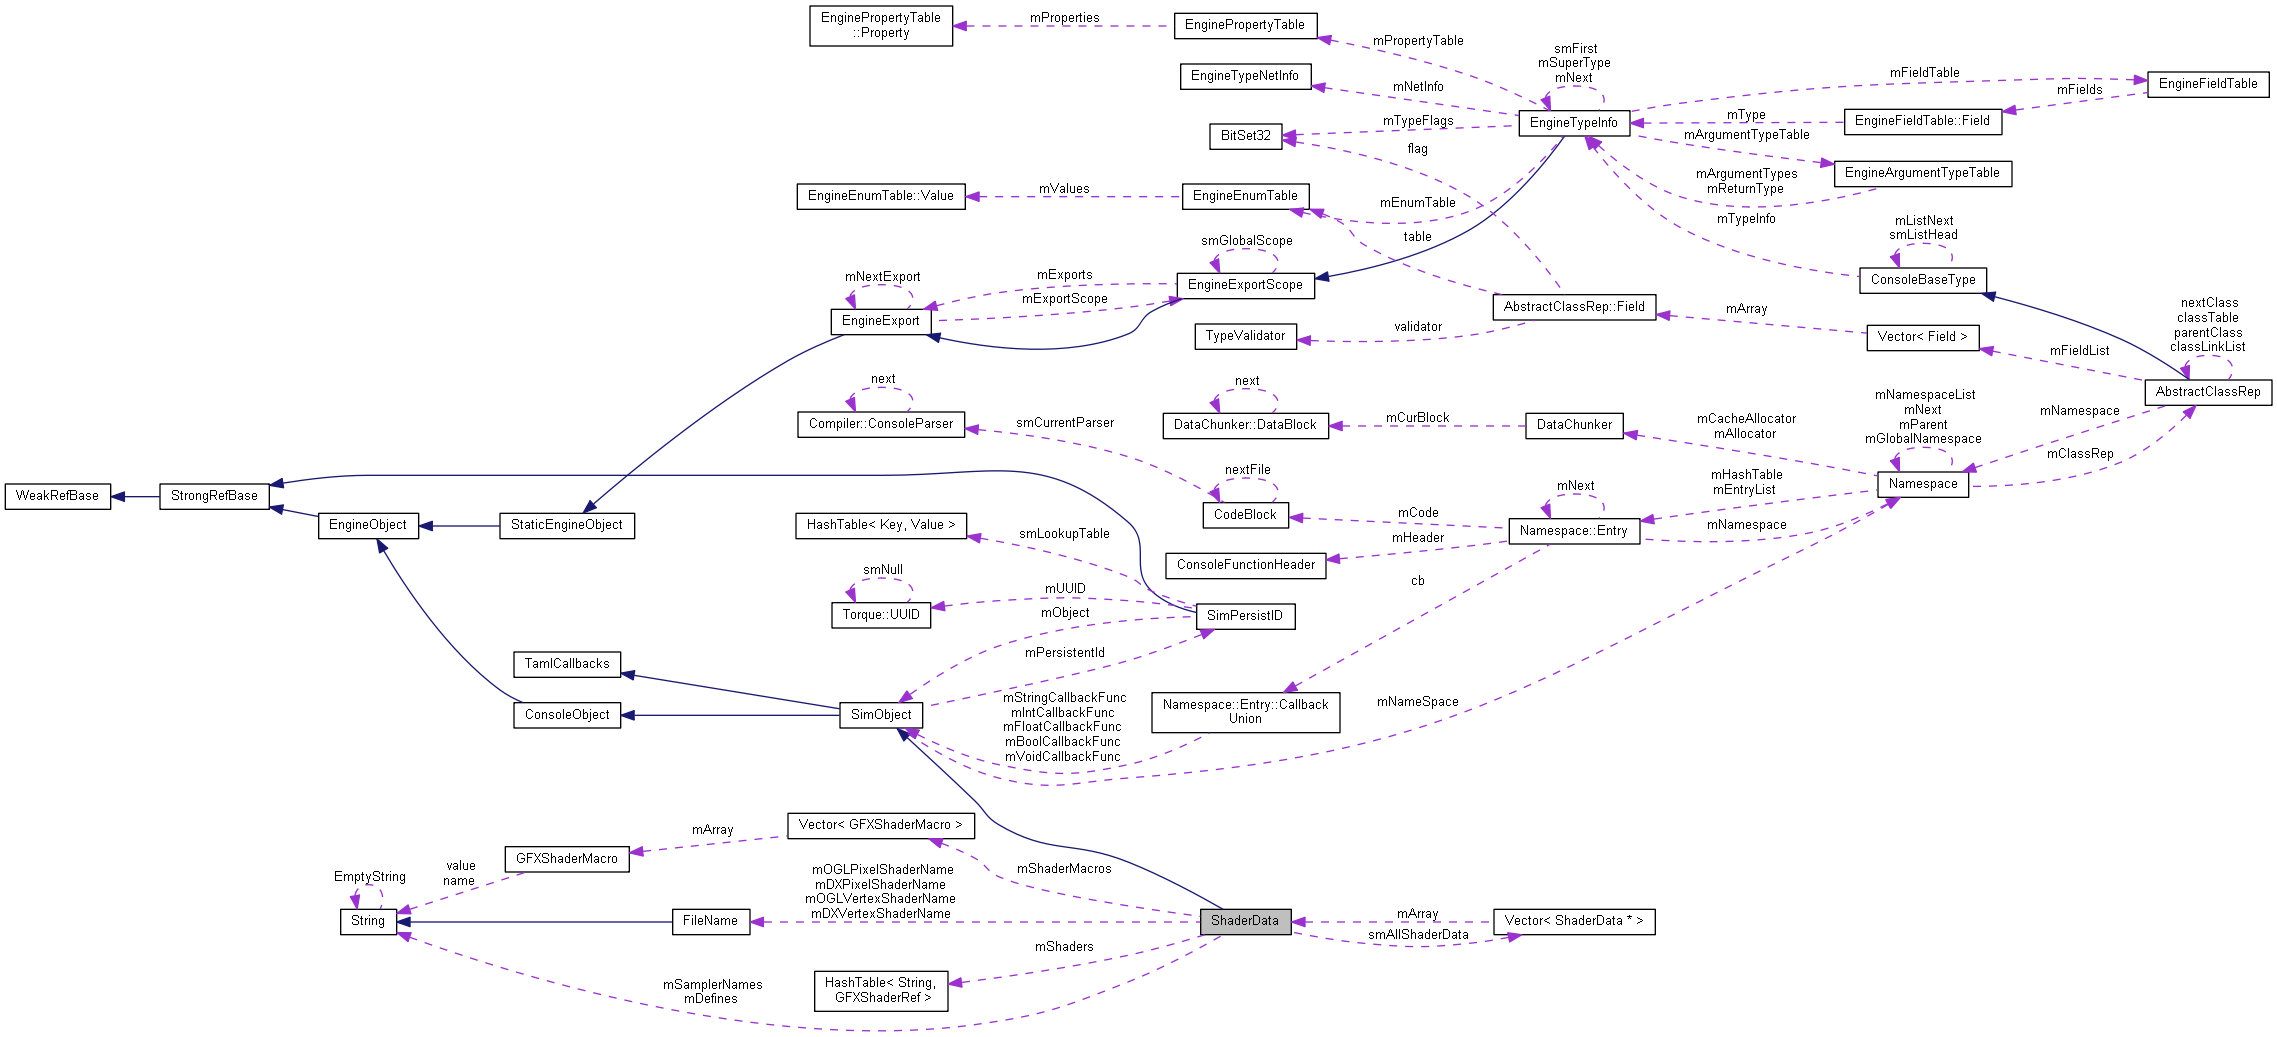 EnginePropertyTable
::Property
mProperties
EnginePropertyTable
mPropertyTable
smFirst
mSuperType
mNext
EngineTypeNetInfo
mNetInfo
mFieldTable
EngineFieldTable
mFields
BitSet32
mTypeFlags
EngineTypeInfo
mType
EngineFieldTable::Field
flag
mArgumentTypeTable
EngineArgumentTypeTable
mArgumentTypes
mReturnType
EngineEnumTable::Value
mValues
EngineEnumTable
mEnumTable
mTypeInfo
mListNext
smListHead
table
smGlobalScope
mNextExport
mExports
mExportScope
EngineExportScope
ConsoleBaseType
EngineExport
AbstractClassRep::Field
mArray
nextClass
classTable
parentClass
classLinkList
TypeValidator
validator
Vector< Field >
mFieldList
AbstractClassRep
next
Compiler::ConsoleParser
smCurrentParser
next
DataChunker::DataBlock
mCurBlock
DataChunker
mCacheAllocator
mAllocator
mNamespaceList
mNext
mParent
mGlobalNamespace
mNamespace
mClassRep
nextFile
mHashTable
mEntryList
Namespace
WeakRefBase
StrongRefBase
EngineObject
StaticEngineObject
HashTable< Key, Value >
smLookupTable
CodeBlock
mCode
mNext
Namespace::Entry
mNamespace
mHeader
ConsoleFunctionHeader
smNull
Torque::UUID
mUUID
mObject
SimPersistID
cb
mPersistentId
TamlCallbacks
ConsoleObject
SimObject
mStringCallbackFunc
mIntCallbackFunc
mFloatCallbackFunc
mBoolCallbackFunc
mVoidCallbackFunc
Namespace::Entry::Callback
Union
mNameSpace
Vector< GFXShaderMacro >
mArray
GFXShaderMacro
value
name
mShaderMacros
EmptyString
String
FileName
mOGLPixelShaderName
mDXPixelShaderName
mOGLVertexShaderName
mDXVertexShaderName
ShaderData
mArray
smAllShaderData
Vector< ShaderData * >
mShaders
HashTable< String,
GFXShaderRef >
mSamplerNames
mDefines